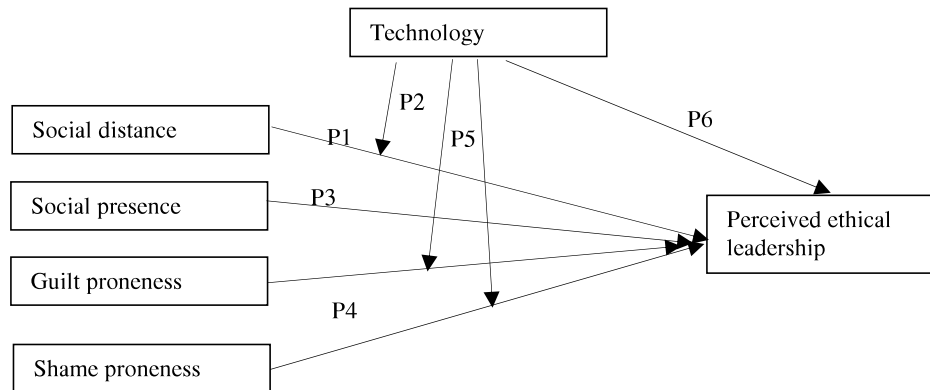 Technology
P2
Social distance
P1
P5
P6
Social presence
P3
Perceived ethical
leadership
Guilt proneness
P4
Shame proneness